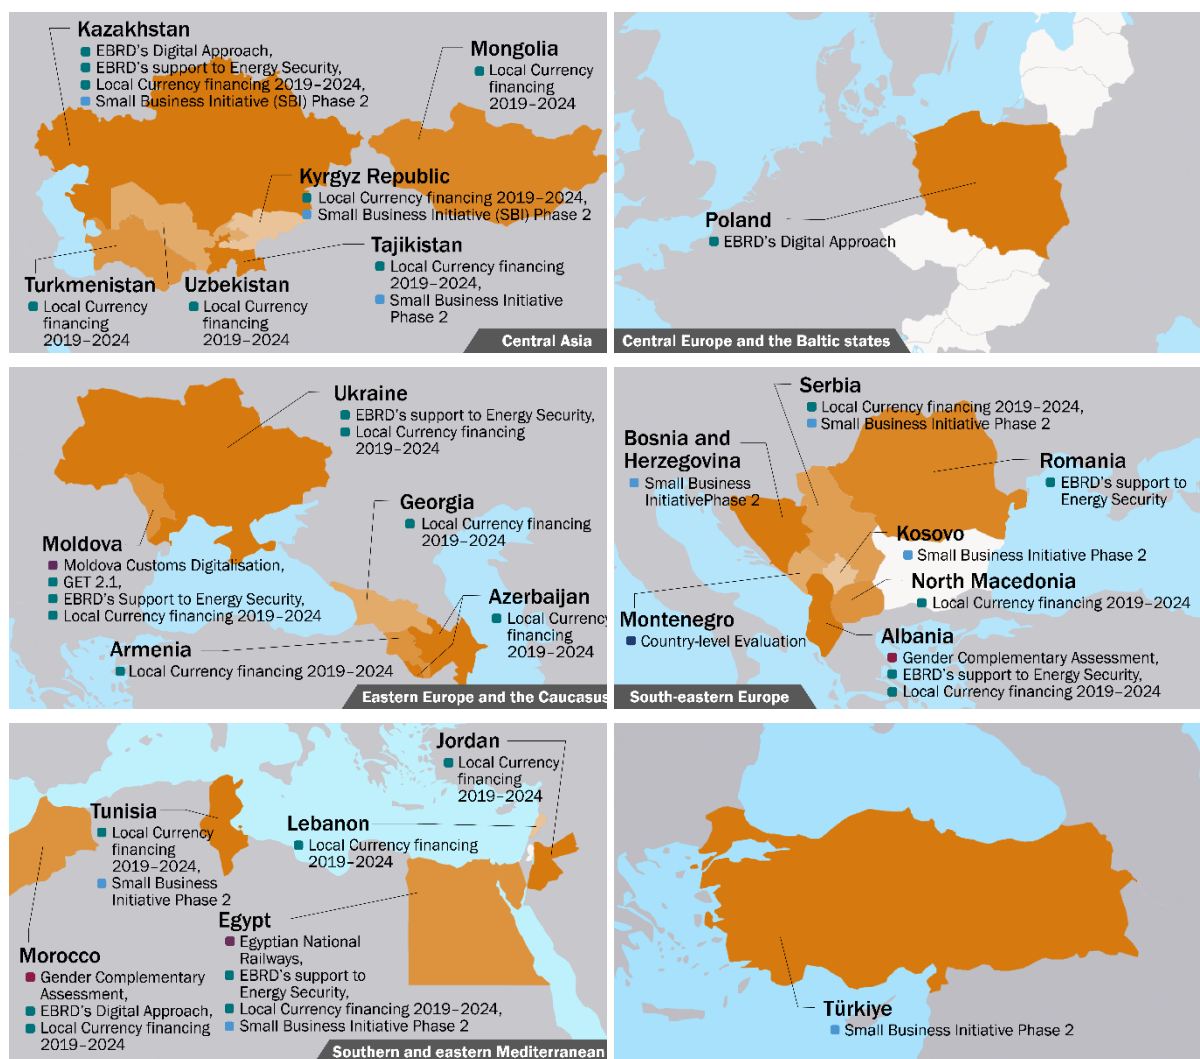 Kazakhstan
EBRD's Digital Approach,
EBRD's support to Energy Security,
Local Currency financing 2019–2024,
Small Business Initiative (SBI) Phase 2
Mongolia
Local Currency
financing
2019–2024
Kyrgyz Republic
Local Currency financing 2019–2024,
Small Business Initiative (SBI) Phase 2
Tajikistan
Local Currency financing
2019–2024,
Small Business Initiative
Phase 2
Turkmenistan
Local Currency
financing
2019–2024
Uzbekistan
Local Currency
financing
2019–2024
Central Asia
Poland
EBRD's Digital Approach
Central Europe and the Baltic states
Ukraine
EBRD's support to Energy Security,
Local Currency financing
2019–2024
Georgia
Local Currency financing
2019–2024
Moldova
Moldova Customs Digitalisation,
GET 2.1,
EBRD's Support to Energy Security,
Local Currency financing 2019–2024
Azerbaijan
Local Currency
financing
2019–2024
Armenia
Local Currency financing 2019–2024
Eastern Europe and the Caucasus
Serbia
Local Currency financing 2019–2024,
Small Business Initiative Phase 2
Bosnia and
Herzegovina
Small Business
InitiativePhase 2
Romania
EBRD's support to
Energy Security
Kosovo
Small Business Initiative Phase 2
North Macedonia
Local Currency financing 2019–2024
Montenegro
Country-level Evaluation
Albania
Gender Complementary Assessment,
EBRD's support to Energy Security,
Local Currency financing 2019–2024
South-eastern Europe
Jordan
Local Currency
financing
2019–2024
Tunisia
Local Currency
financing
2019–2024,
Small Business
Initiative Phase 2
Lebanon
Local Currency financing
2019–2024
Egypt
Egyptian National
Railways,
EBRD's support to
Energy Security,
Local Currency financing 2019–2024,
Small Business Initiative Phase 2
Morocco
Gender Complementary
Assessment,
EBRD's Digital Approach,
Local Currency financing
2019–2024
Southern and eastern Mediterranean
Türkiye
Small Business Initiative Phase 2